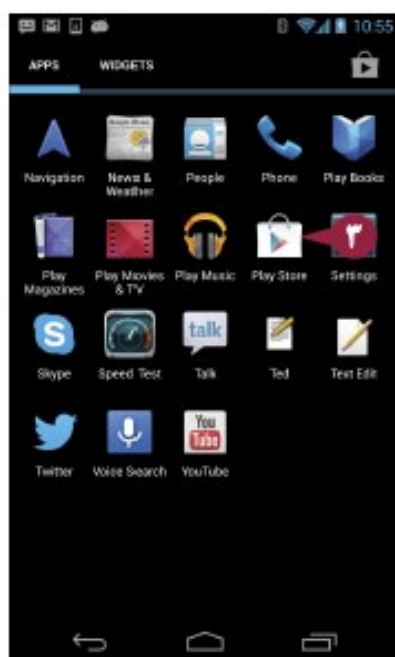 10:55
APPS WIDGETS
Navigation News & Weather People Phone Play Books
Play Magazines Play Movies & TV Play Music Play Store Settings
٣
S
talk
Skype Speed Test Talk Ted Text Edit
You Tube
Twitter Voice Search YouTube